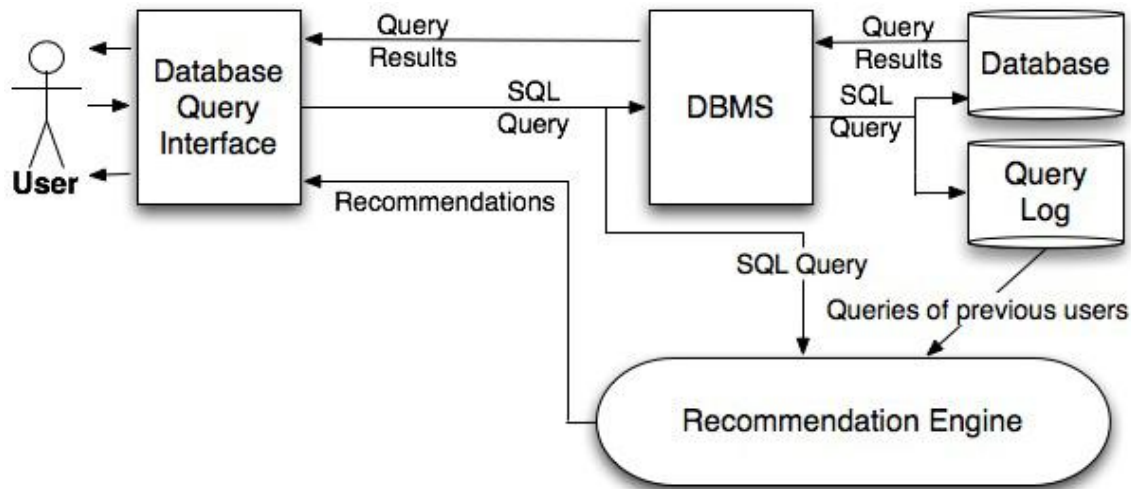 Query
Results
Query
Results
Database
Query
Interface
SQL
Query
DBMS
SQL
Query
Database
User
Recommendations
Query
Log
SQL Query
Queries of previous users
Recommendation Engine